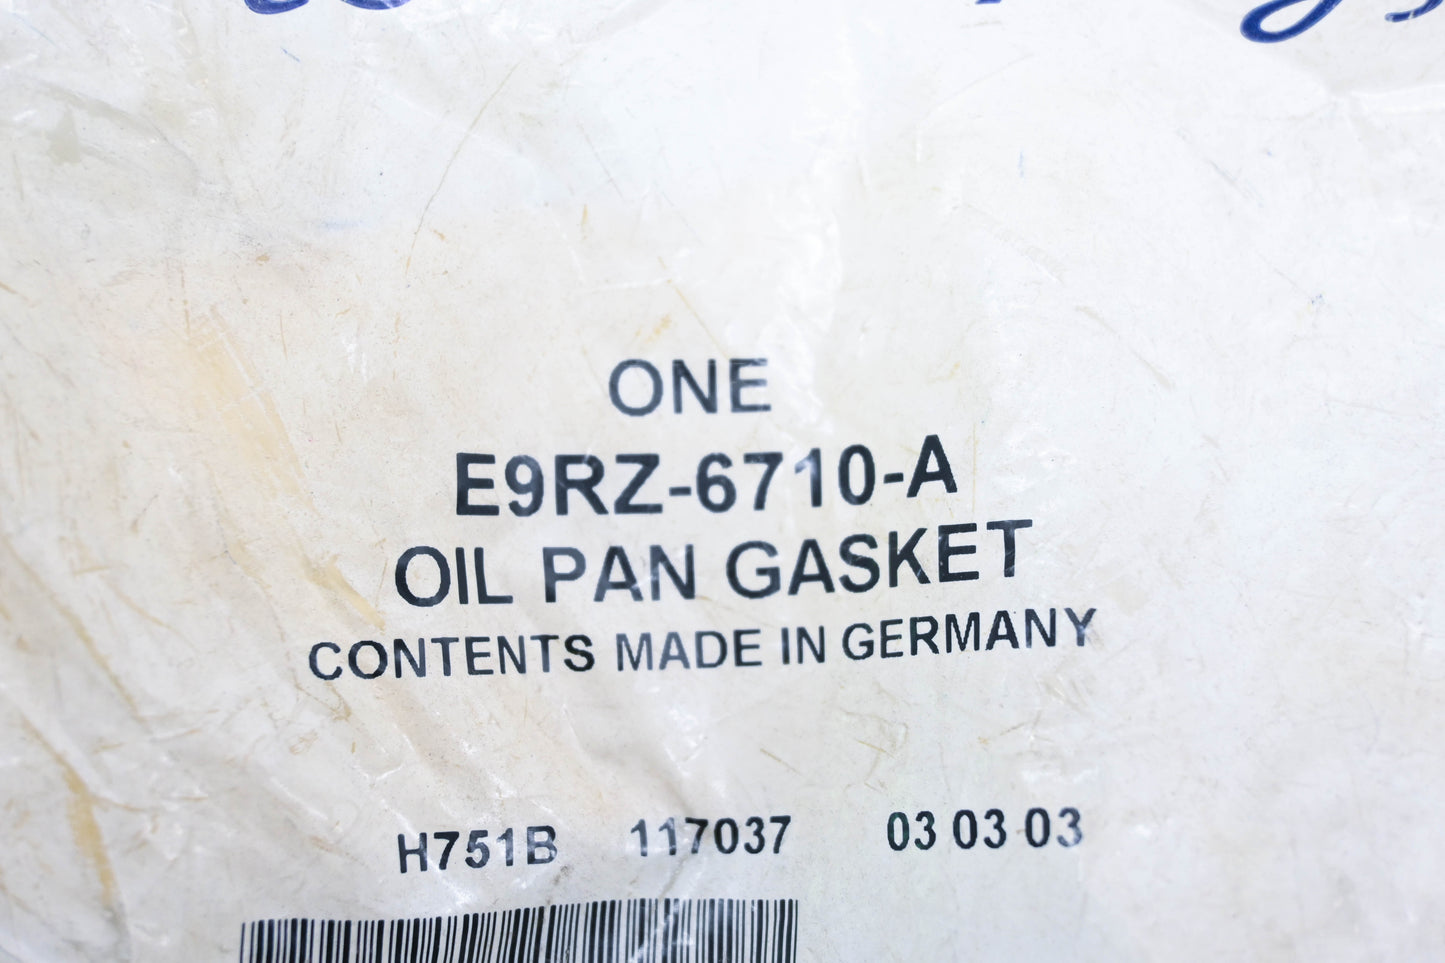 ONE
E9RZ-6710-A
OIL PAN GASKET
CONTENTS MADE IN GERMANY
H751B 117037 03 03 03